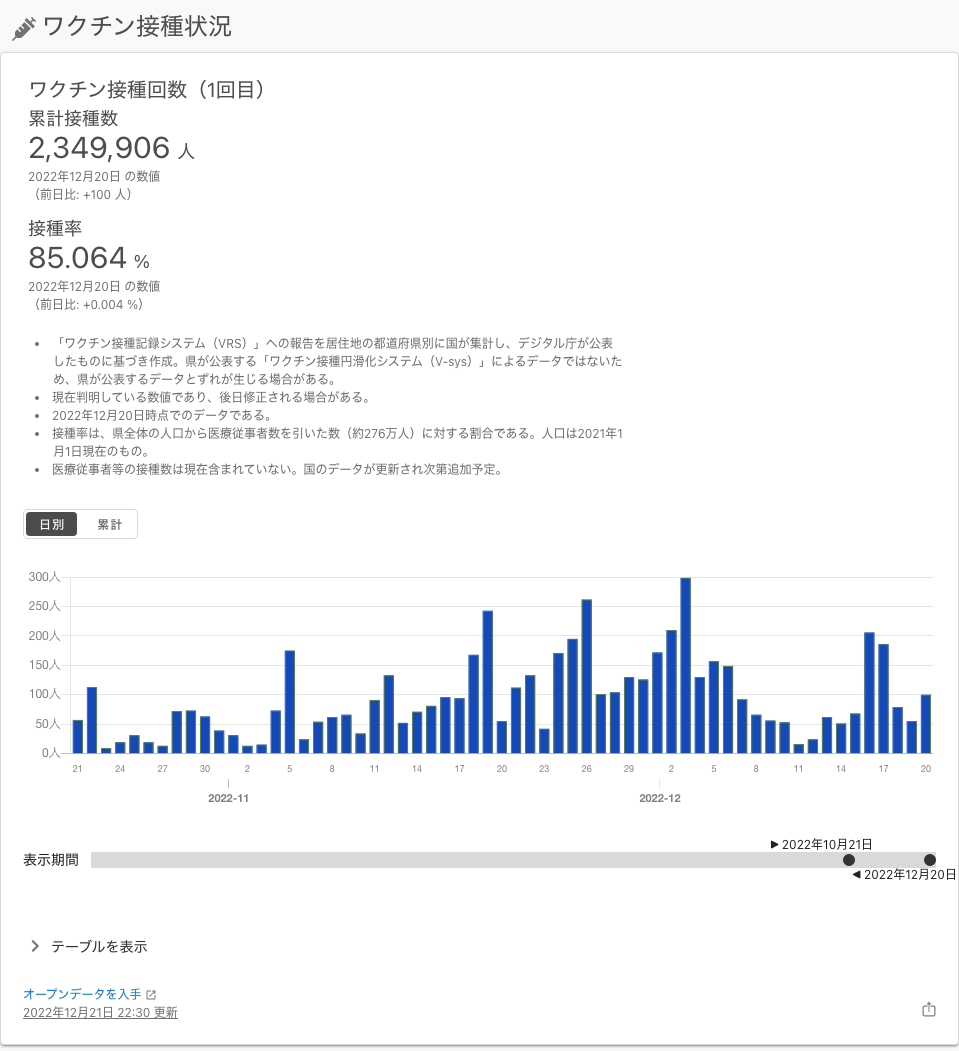 ワクチン接種状況
ワクチン接種回数（1回目）
累計接種数
2,349,906 人
2022年12月20日 の数値
（前日比: +100 人）
接種率
85.064 %
2022年12月20日 の数値
（前日比: +0.004 %）
• 「ワクチン接種記録システム（VRS）」への報告を居住地の都道府県別に国が集計し、デジタル庁が公表
したものに基づき作成。県が公表する「ワクチン接種円滑化システム（V-sys）」によるデータではないた
め、県が公表するデータとずれが生じる場合がある。
• 現在判明している数値であり、後日修正される場合がある。
• 2022年12月20日時点でのデータである。
• 接種率は、県全体の人口から医療従事者数を引いた数（約276万人）に対する割合である。人口は2021年1
月1日現在のもの。
• 医療従事者等の接種数は現在含まれていない。国のデータが更新され次第追加予定。
日別 累計
300人
250人
200人
150人
100人
50人
0人
21 24 27 30 2 5 8 11 14 17 20 23 26 29 2 5 8 11 14 17 20
2022-11 2022-12
▶ 2022年10月21日
表示期間
◀ 2022年12月20日
テーブルを表示
オープンデータを入手
2022年12月21日 22:30 更新